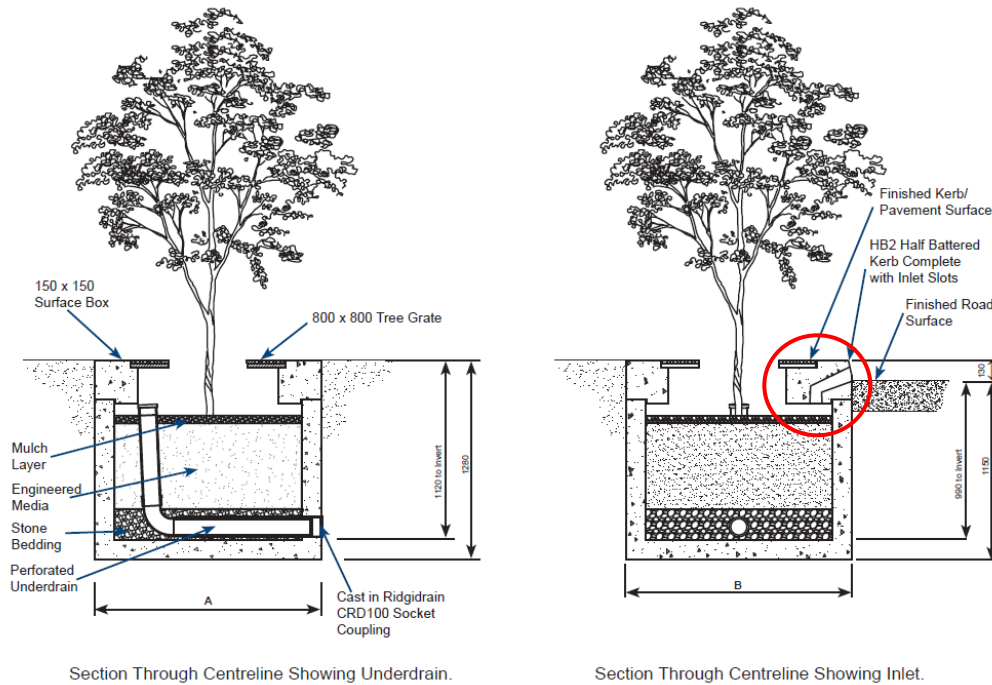 150 x 150
Surface Box
800 x 800 Tree Grate
Mulch
Layer
Engineered
Media
Stone
Bedding
Perforated
Underdrain
1120 to Invert
1280
A
Cast in Ridgidrain
CRD100 Socket
Coupling
Section Through Centreline Showing Underdrain.
Finished Kerb/
Pavement Surface
HB2 Half Battered
Kerb Complete
with Inlet Slots
Finished Road
Surface
130
990 to Invert
1150
B
Section Through Centreline Showing Inlet.